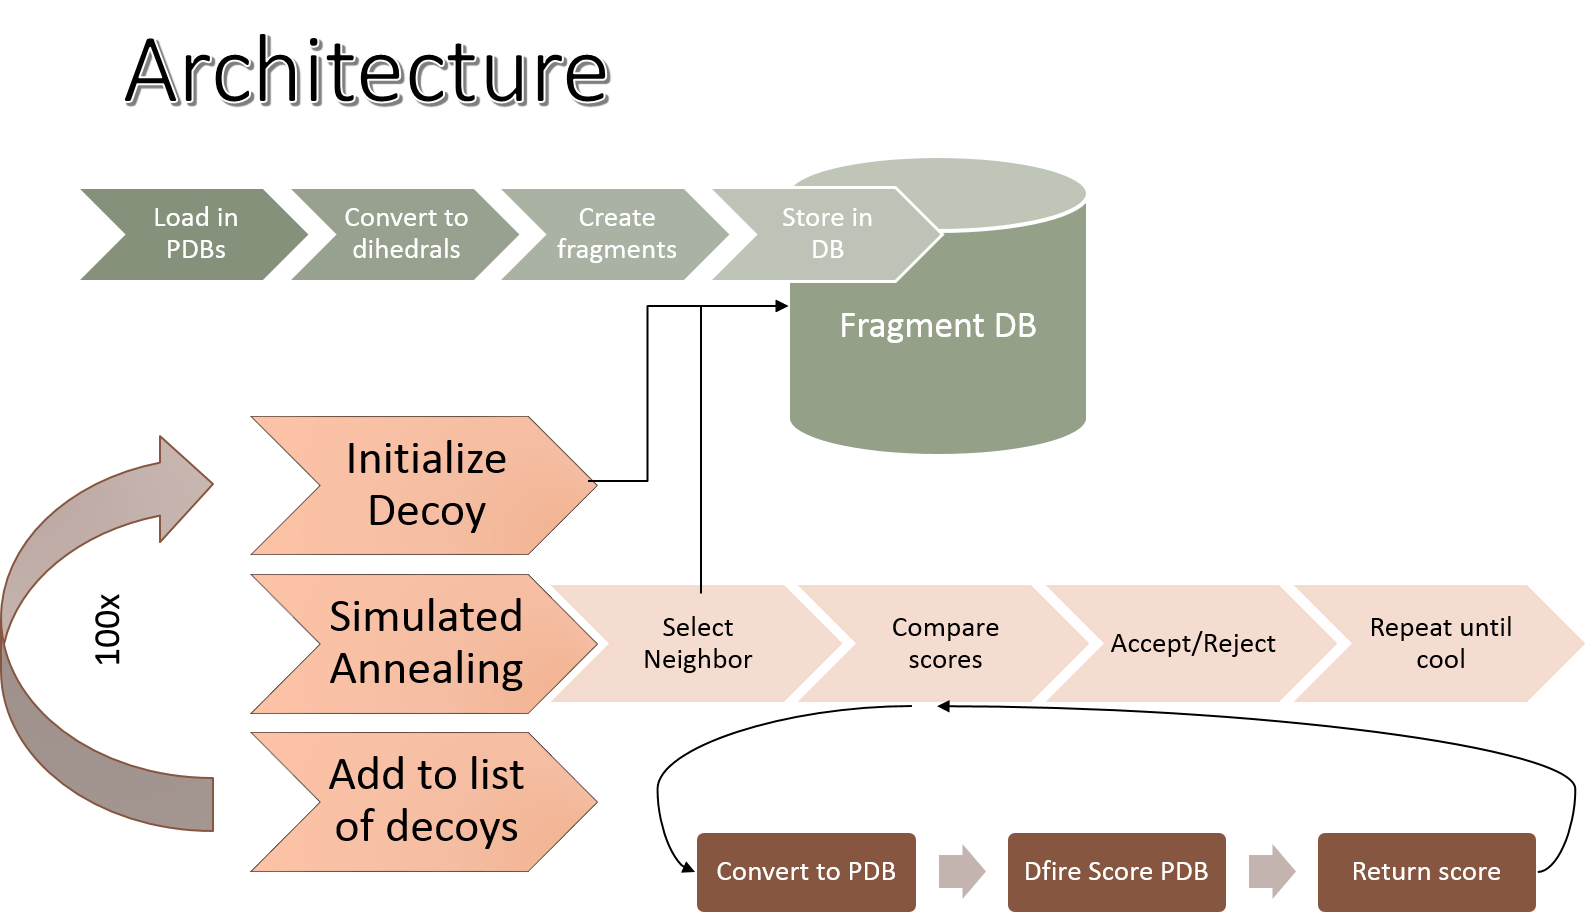 Architecture
Load in
PDBs
Convert to
dihedrals
Create
fragments
Store in
DB
Fragment DB
Initialize
Decoy
100x
Simulated
Annealing
Select
Neighbor
Compare
scores
Accept/Reject
Repeat until
cool
Add to list
of decoys
Convert to PDB
Dfire Score PDB
Return score